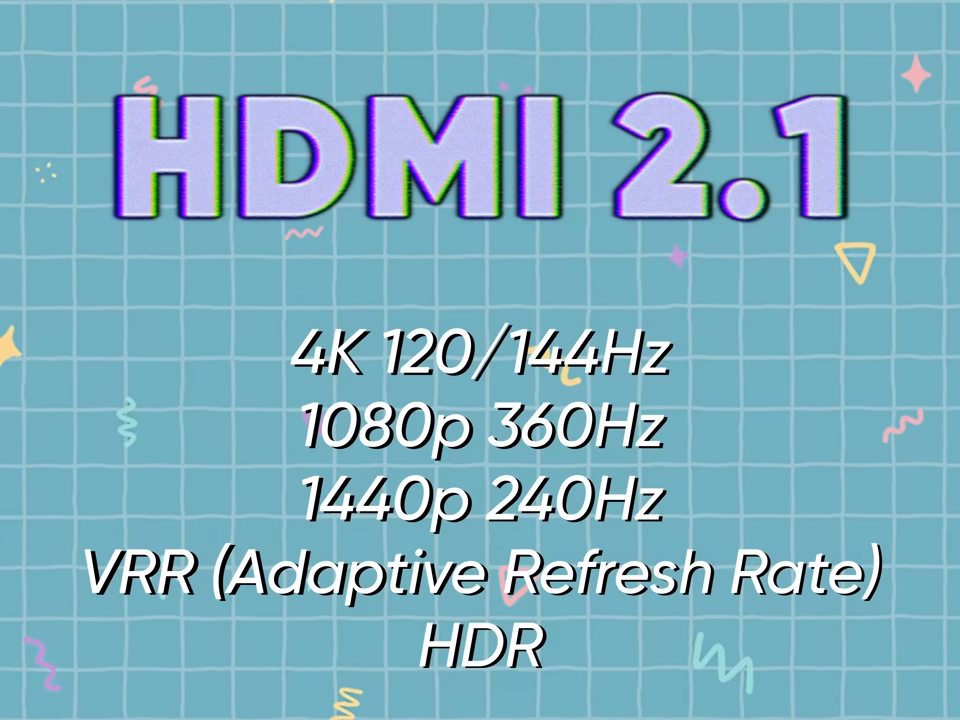 HDMI 2.1
4K 120/144Hz
1080p 360Hz
1440p 240Hz
VRR (Adaptive Refresh Rate)
HDR